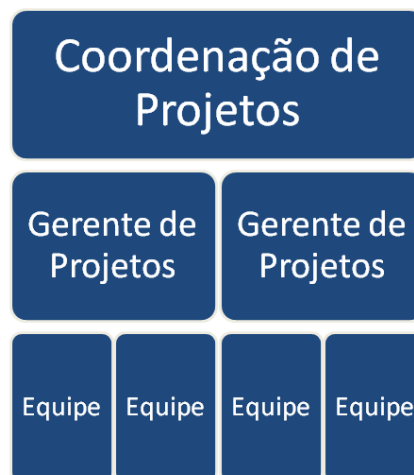 Coordenação de
Projetos
Gerente de
Projetos
Gerente de
Projetos
Equipe
Equipe
Equipe
Equipe